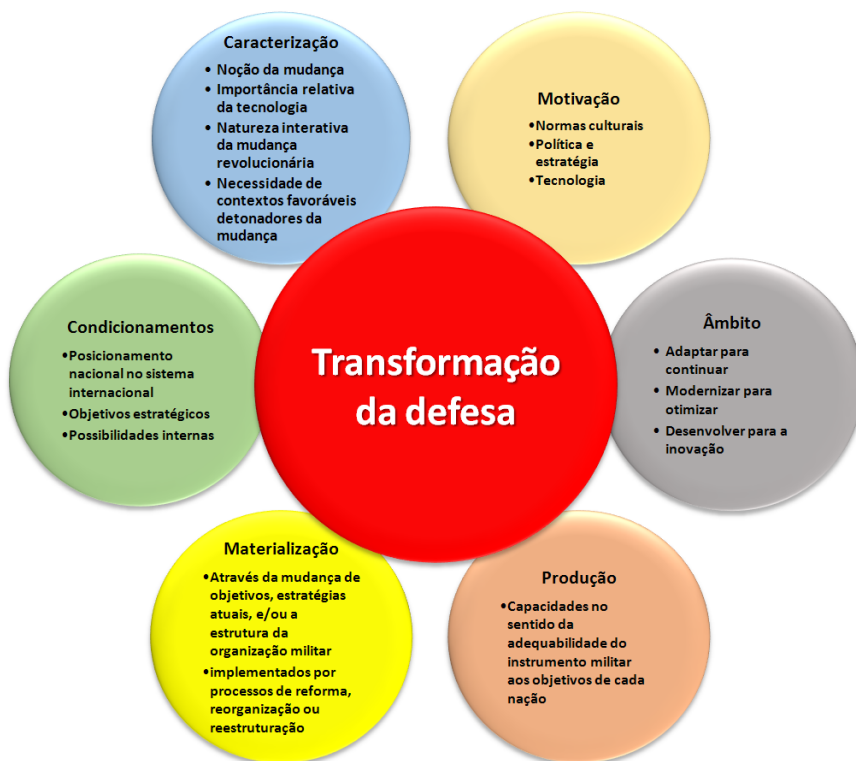 Caracterização
• Noção da mudança
• Importância relativa
da tecnologia
• Natureza interativa
da mudança
revolucionária
• Necessidade de
contextos favoráveis
detonadores da
mudança
Motivação
•Normas culturais
•Política e
estratégia
•Tecnologia
Condicionamentos
•Posicionamento
nacional no sistema
internacional
•Objetivos estratégicos
•Possibilidades internas
Transformação
da defesa
Âmbito
• Adaptar para
continuar
• Modernizar para
otimizar
• Desenvolver para a
inovação
Materialização
•Através da mudança de
objetivos, estratégias
atuais, e/ou a
estrutura da
organização militar
•implementados por
processos de reforma,
reorganização ou
reestruturação
Produção
•Capacidades no
sentido da
adequabilidade do
instrumento militar
aos objetivos de cada
nação